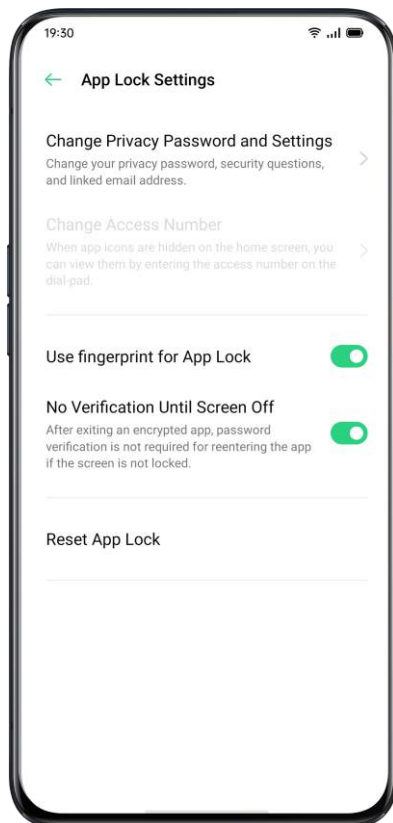 19:30
App Lock Settings
Change Privacy Password and Settings
Change your privacy password, security questions,
and linked email address.
Change Access Number
When app icons are hidden on the home screen, you
can view them by entering the access number on the
dial-pad.
Use fingerprint for App Lock
No Verification Until Screen Off
After exiting an encrypted app, password
verification is not required for reentering the app
if the screen is not locked.
Reset App Lock